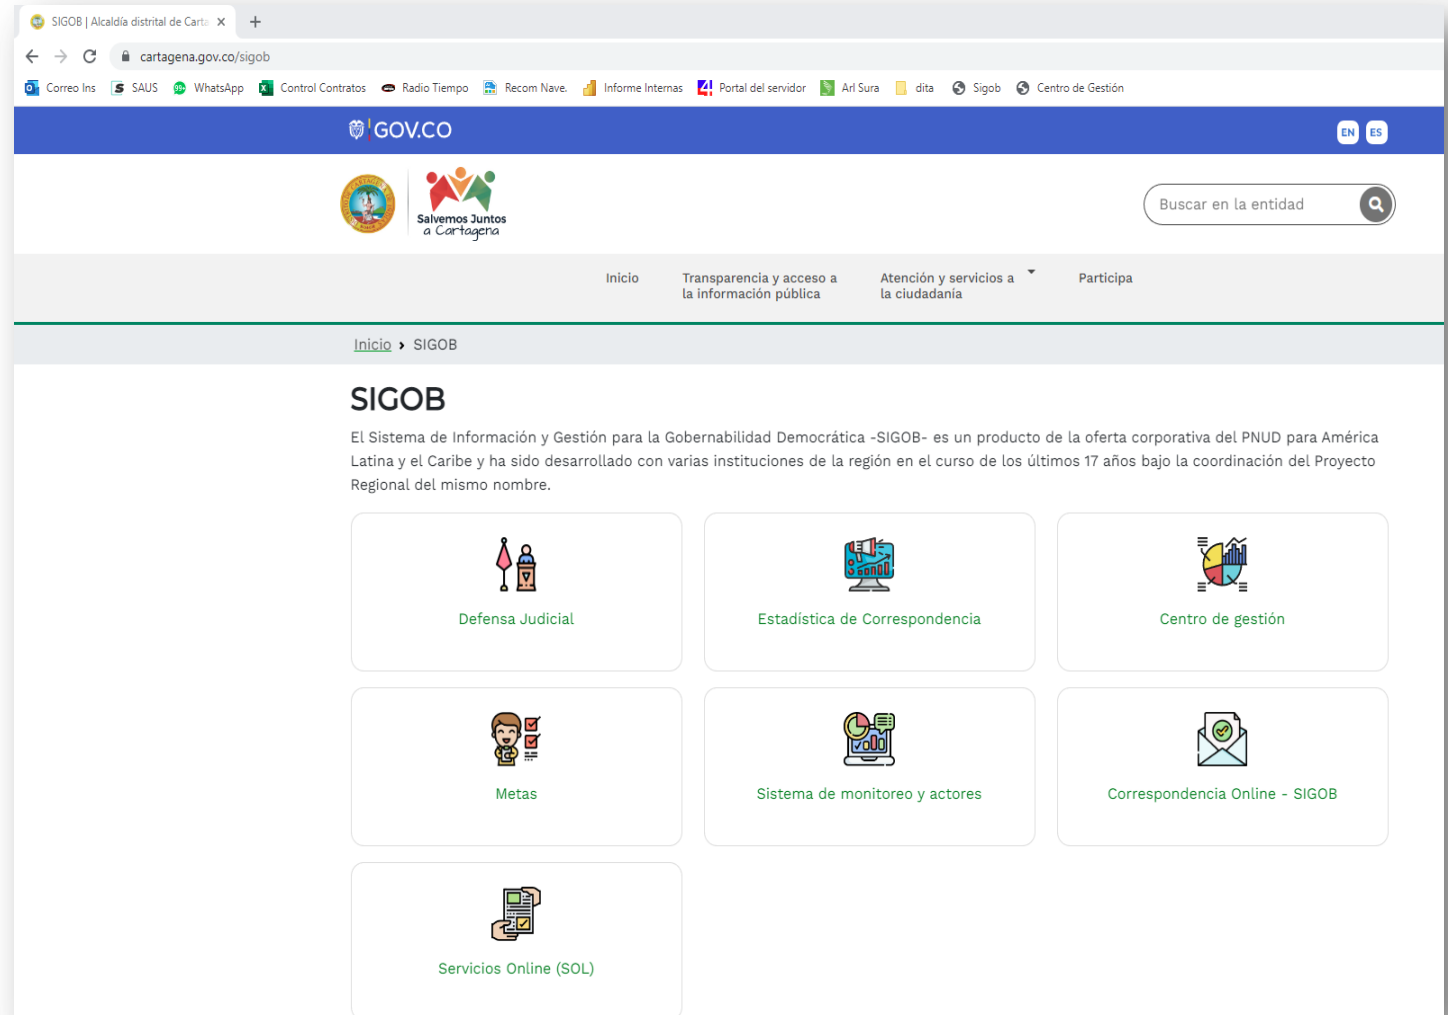 SIGOB | Alcaldía distrital de Carta
cartagena.gov.co/sigob
Correo Ins SAUS WhatsApp Control Contratos Radio Tiempo Recom Nave. Informe Internas Portal del servidor Arl Sura dita Sigob Centro de Gestión
GOV.CO
EN ES
Salvemos Juntos
a Cartagena
Buscar en la entidad
Inicio
Transparencia y acceso a
la información pública
Atención y servicios a
la ciudadanía
Participa
Inicio › SIGOB
SIGOB
El Sistema de Información y Gestión para la Gobernabilidad Democrática -SIGOB- es un producto de la oferta corporativa del PNUD para América
Latina y el Caribe y ha sido desarrollado con varias instituciones de la región en el curso de los últimos 17 años bajo la coordinación del Proyecto
Regional del mismo nombre.
Defensa Judicial
Estadística de Correspondencia
Centro de gestión
Metas
Sistema de monitoreo y actores
Correspondencia Online - SIGOB
Servicios Online (SOL)